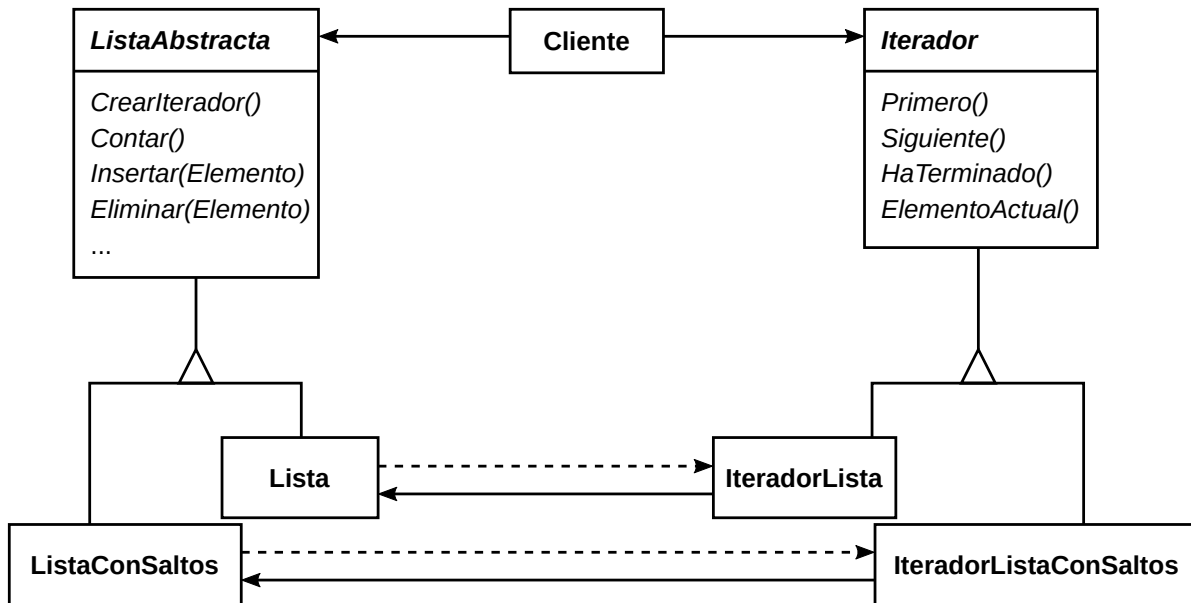 ListaAbstracta
CrearIterador()
Contar()
Insertar(Elemento)
Eliminar(Elemento)
...
Cliente
Iterador
Primero()
Siguiente()
HaTerminado()
ElementoActual()
Lista
IteradorLista
ListaConSaltos
IteradorListaConSaltos